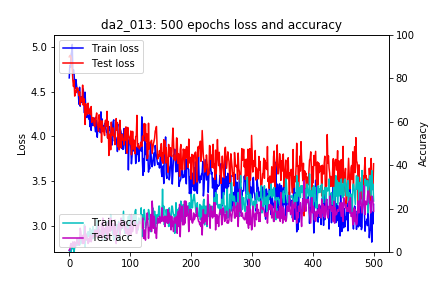 da2_013: 500 epochs loss and accuracy
Train loss
Test loss
Train acc
Test acc
Loss
5.0
4.5
4.0
3.5
3.0
Accuracy
100
80
60
40
20
0
0
100
200
300
400
500